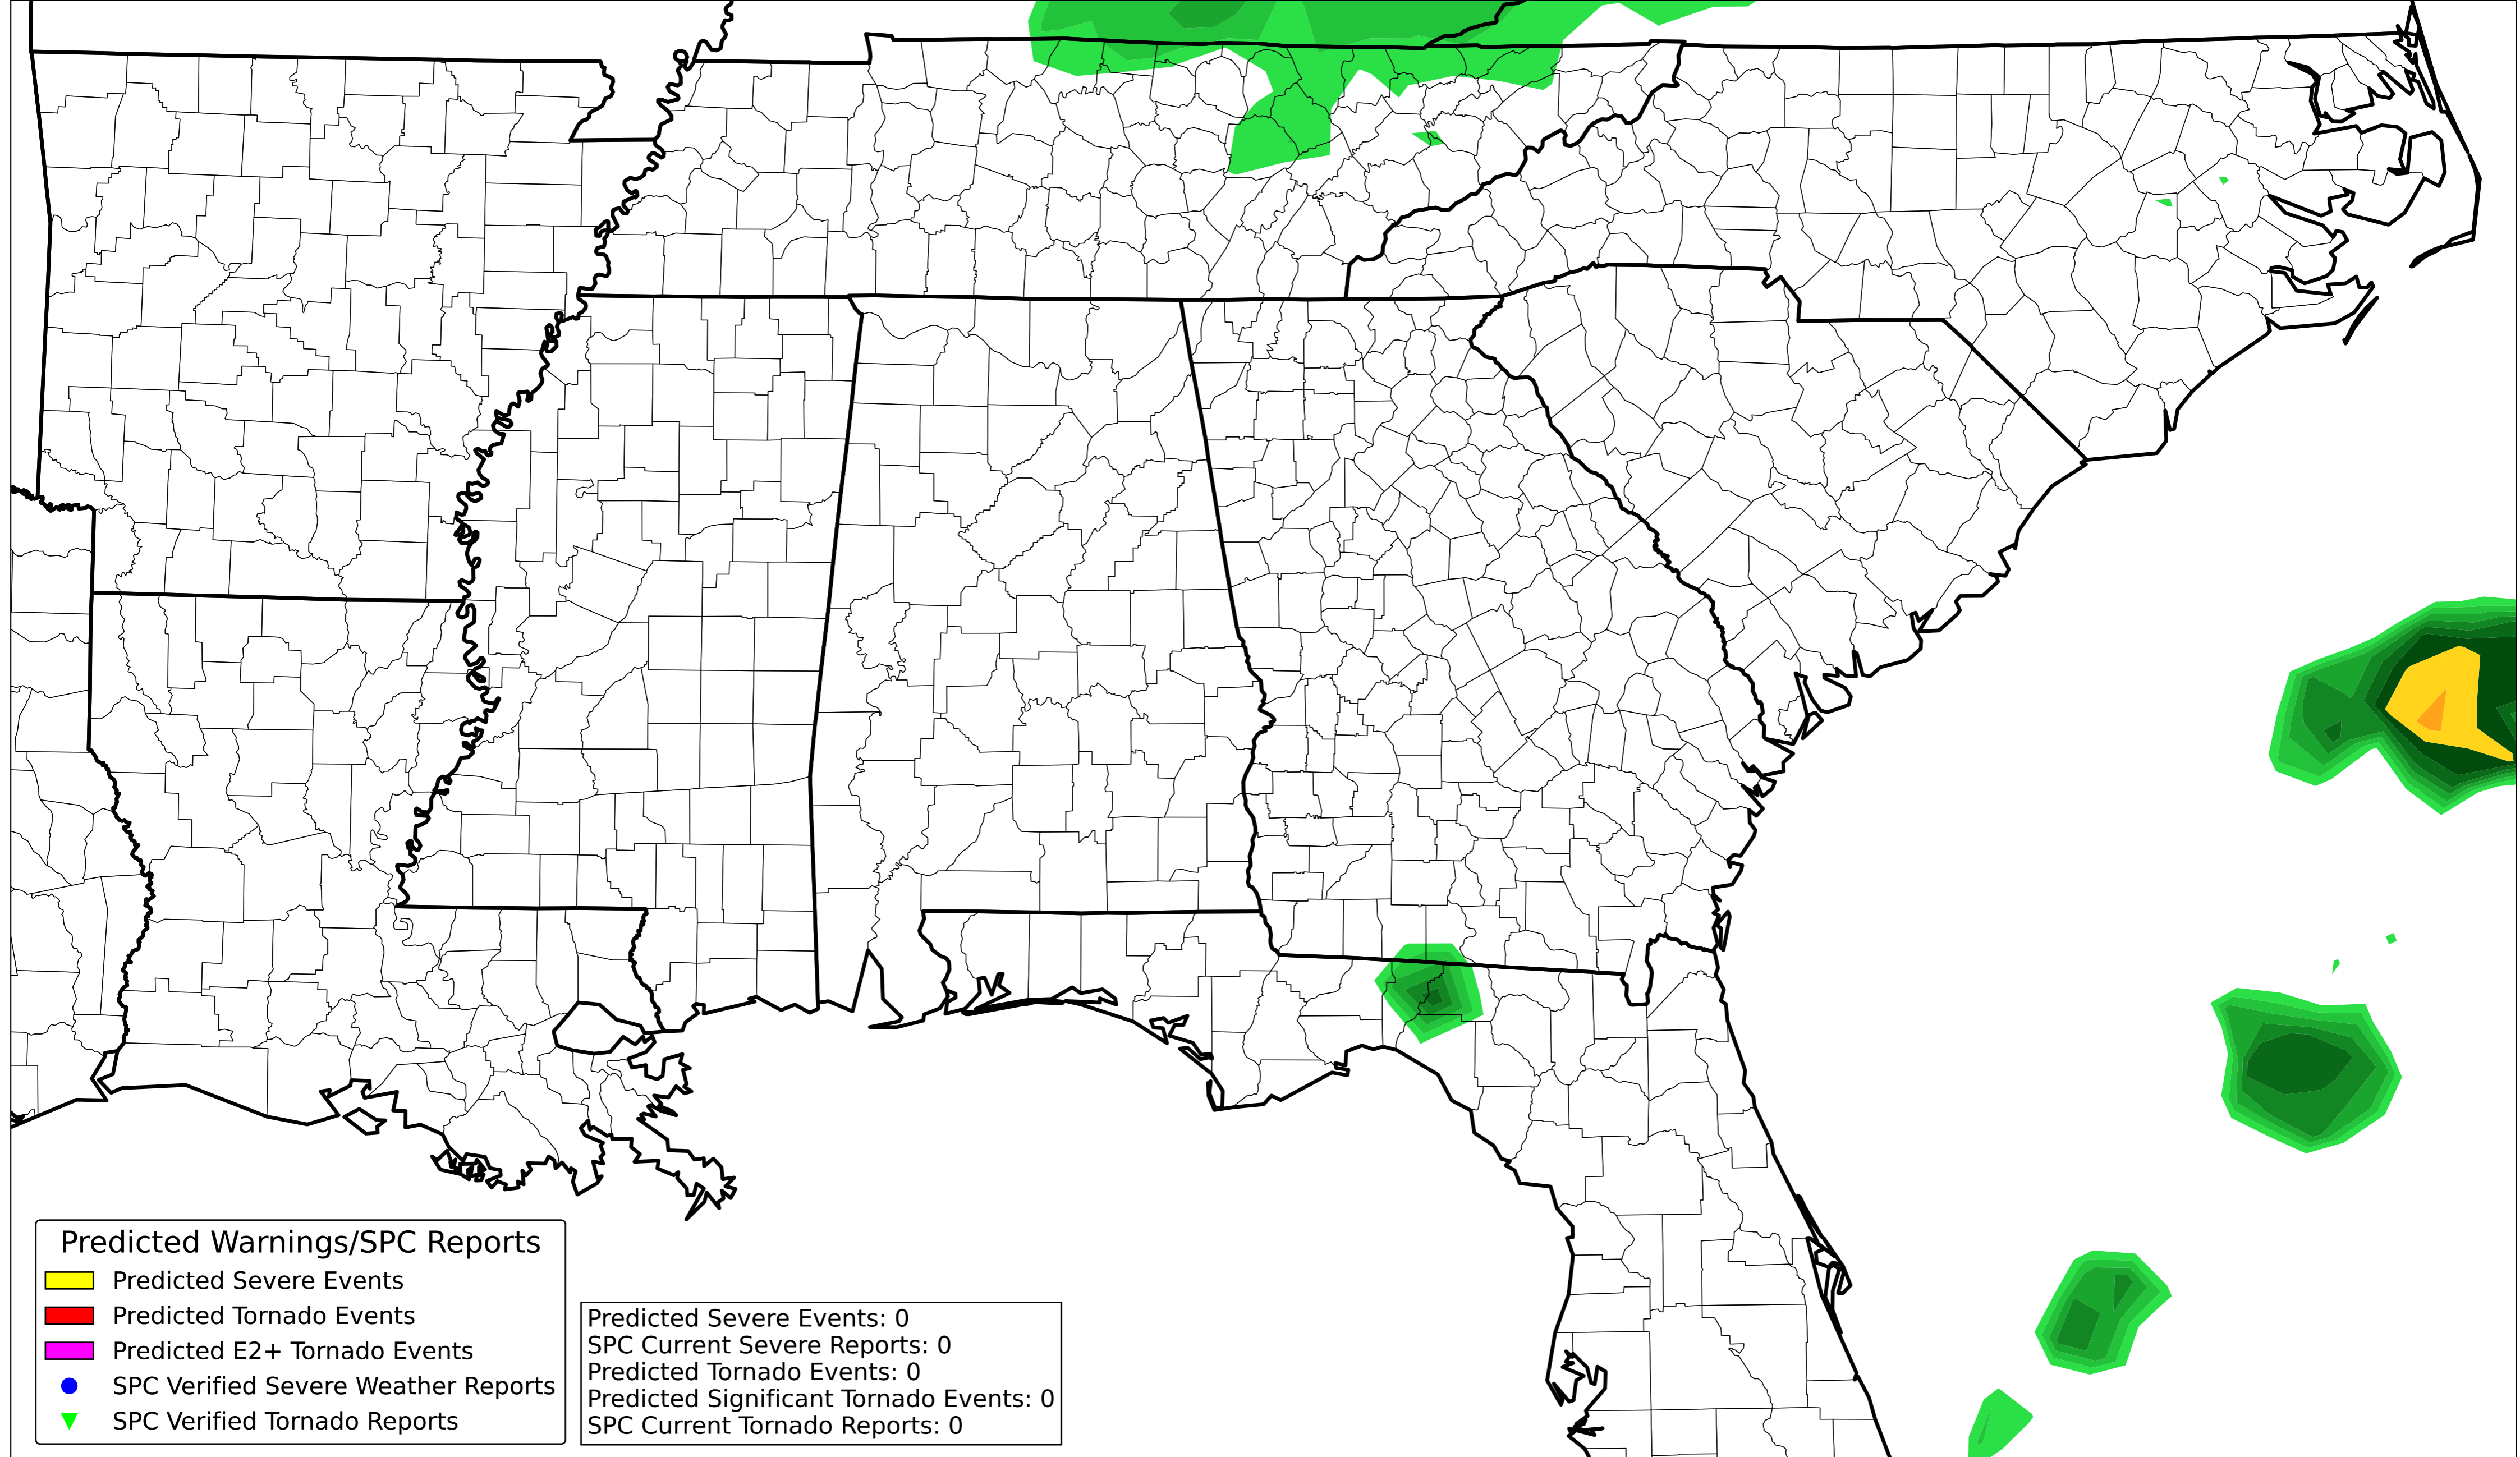 Predicted Warnings/SPC Reports
Predicted Severe Events
Predicted Tornado Events
Predicted E2+ Tornado Events
SPC Verified Severe Weather Reports
SPC Verified Tornado Reports
Predicted Severe Events: 0
SPC Current Severe Reports: 0
Predicted Tornado Events: 0
Predicted Significant Tornado Events: 0
SPC Current Tornado Reports: 0